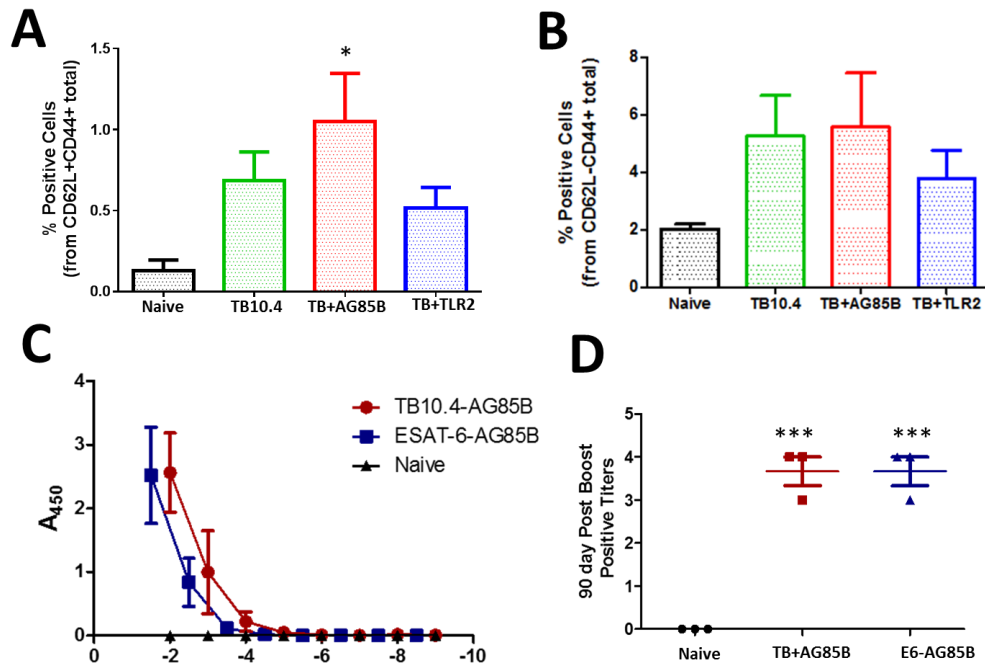 A
% Positive Cells
(from CD62L+CD44+ total)
1.5
1.0
0.5
0.0
*
Naive TB10.4 TB+AG85B TB+TLR2
B
% Positive Cells
(from CD62L-CD44+ total)
8
6
4
2
0
Naive TB10.4 TB+AG85B TB+TLR2
C
A450
4
3
2
1
0
0 -2 -4 -6 -8 -10
TB10.4-AG85B
ESAT-6-AG85B
Naive
D
90 day Post Boost
Positive Titers
5
4
3
2
1
0
*** ***
Naive TB+AG85B E6-AG85B